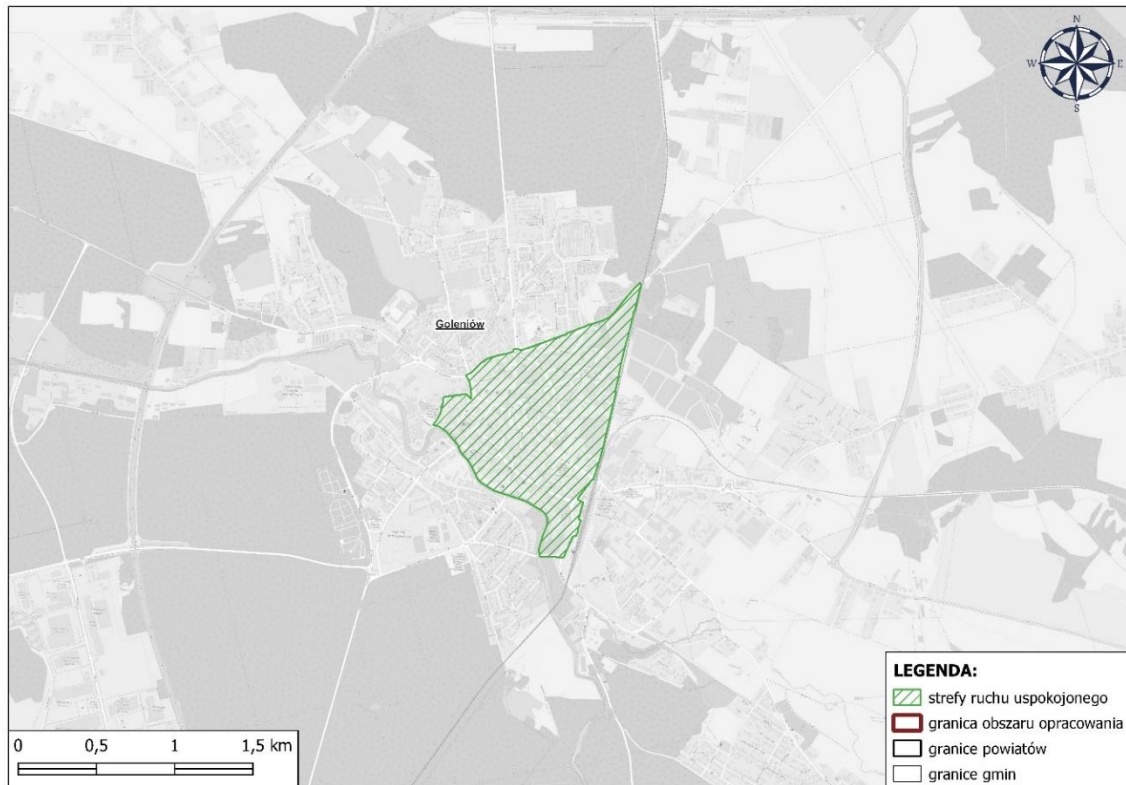 N
W
E
S
Goleniów
LEGENDA:
strefy ruchu uspokojonego
granica obszaru opracowania
granice powiatów
granice gmin
0 0,5 1 1,5 km